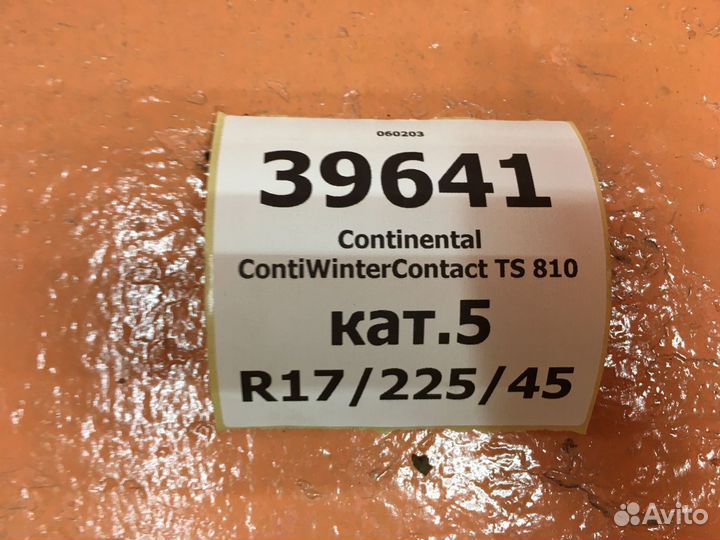 060203
39641
Continental
ContiWinterContact TS 810
кат.5
R17/225/45
Avito